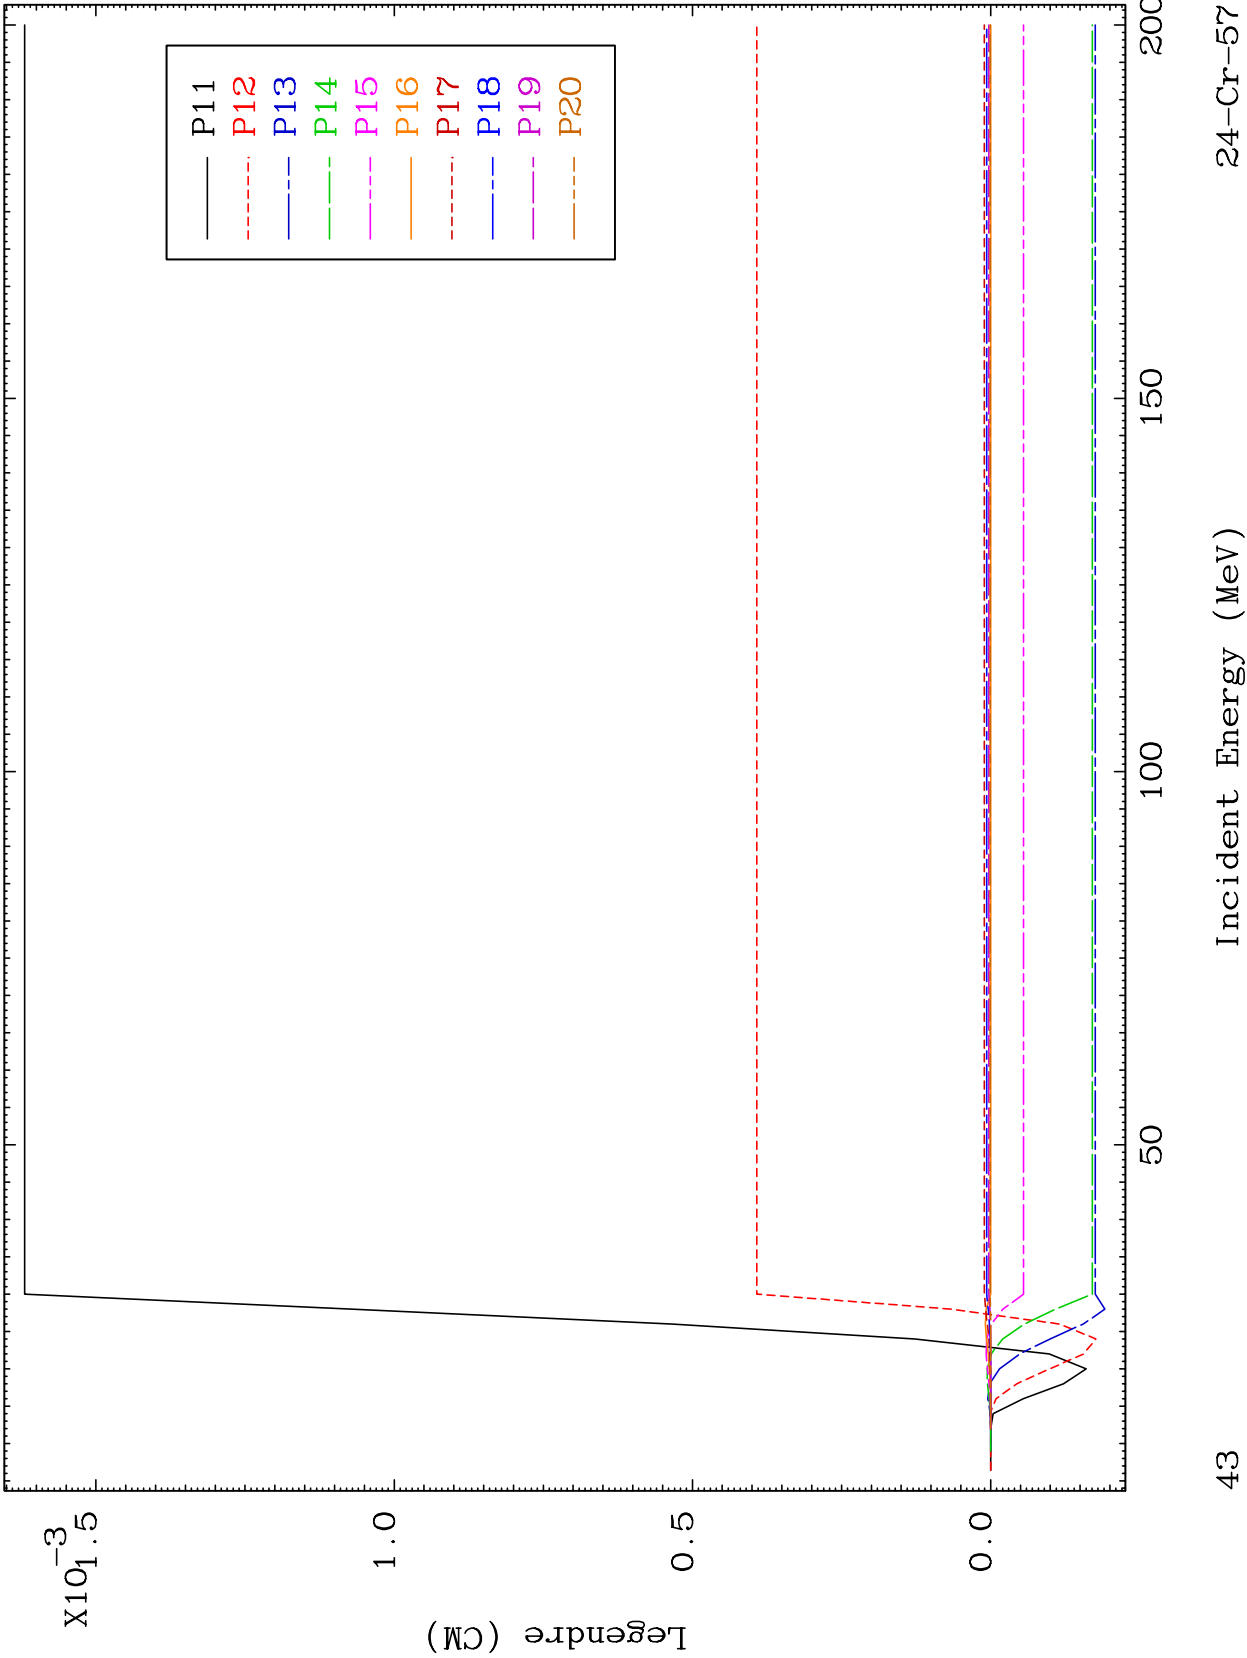 X10-3
1.5
1.0
0.5
0.0
Legendre (CM)
P11
P12
P13
P14
P15
P16
P17
P18
P19
P20
50
100
150
200
Incident Energy (MeV)
43
24-Cr-57